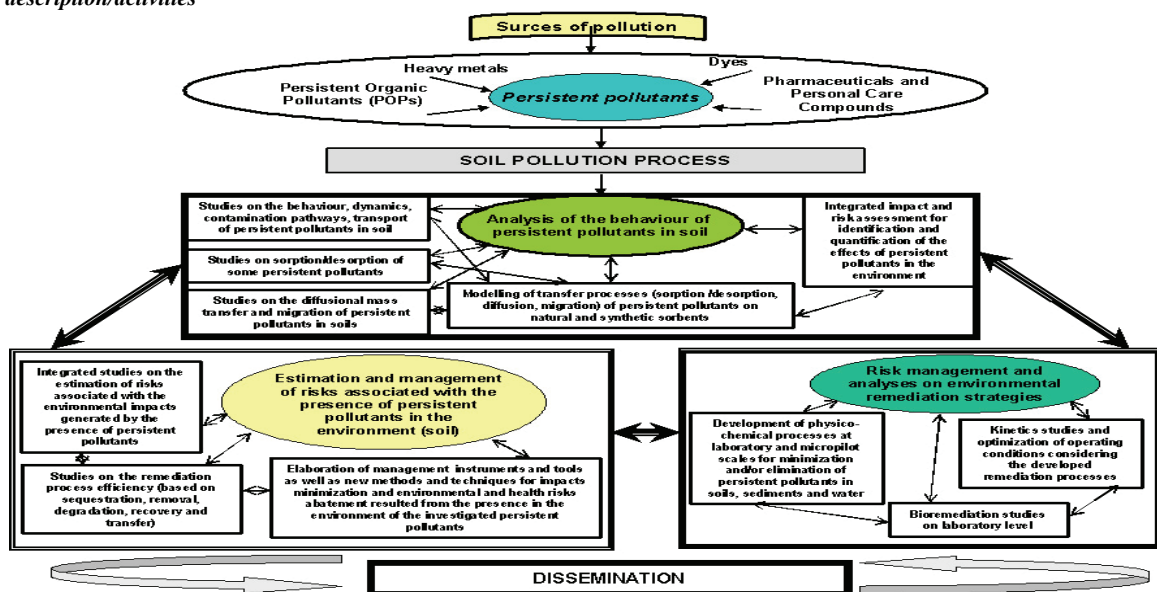 description/activities
Surces of pollution
Heavy metals
Dyes
Persistent Organic
Pollutants (POPs)
Persistent pollutants
Pharmaceuticals and
Personal Care
Compounds
SOIL POLLUTION PROCESS
Studies on the behaviour, dynamics,
contamination pathways, transport
of persistent pollutants in soil
Analysis of the behaviour of
persistent pollutants in soil
Integrated impact and
risk assessment for
identification and
quantification of the
effects of persistent
pollutants in the
environment
Studies on sorption/desorption of
some persistent pollutants
Studies on the diffusional mass
transfer and migration of persistent
pollutants in soils
Modelling of transfer processes (sorption /desorption,
diffusion, migration) of persistent pollutants on
natural and synthetic sorbents
Integrated studies on the
estimation of risks
associated with the
environmental impacts
generated by the
presence of persistent
pollutants
Estimation and management
of risks associated with the
presence of persistent
pollutants in the
environment (soil)
Studies on the remediation
process efficiency (based on
sequestration, removal,
degradation, recovery and
transfer)
Elaboration of management instruments and tools
as well as new methods and techniques for impacts
minimization and environmental and health risks
abatement resulted from the presence in the
environment of the investigated persistent
pollutants
Risk management and
analyses on environmental
remediation strategies
Development of physico-
chemical processes at
laboratory and micropilot
scales for minimization
and/or elimination of
persistent pollutants in
soils, sediments and water
Kinetics studies and
optimization of operating
conditions considering
the developed
remediation processes
Bioremediation studies
on laboratory level
DISSEMINATION